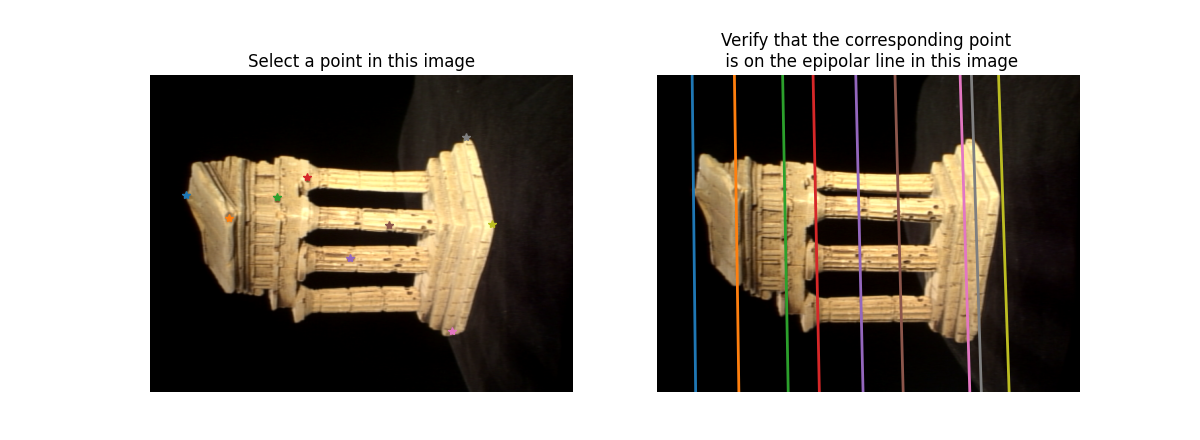 Select a point in this image
Verify that the corresponding point
is on the epipolar line in this image